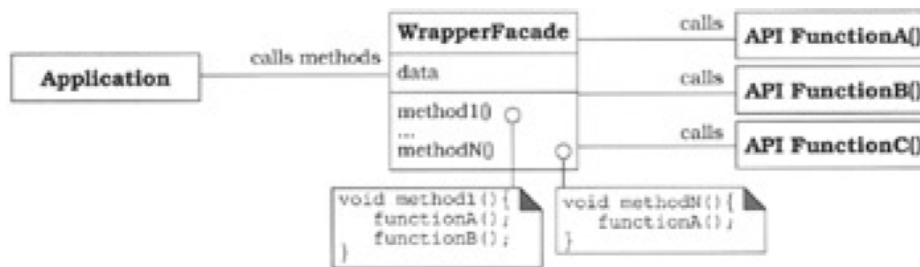 WrapperFacade
calls
API FunctionA()
calls methods
Application
data
calls
API FunctionB()
method1()
...
methodN()
calls
API FunctionC()
void method1(){
functionA();
functionB();
}
void methodN(){
functionA();
}